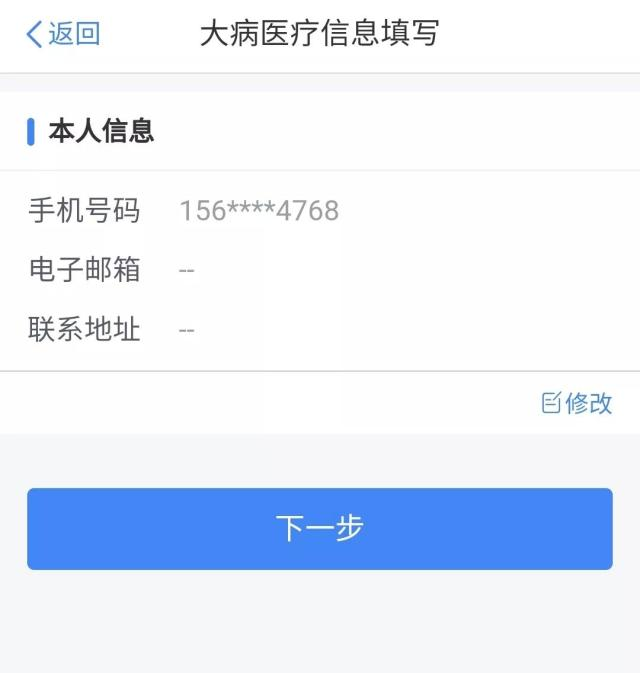 返回 大病医疗信息填写
本人信息
手机号码 156****4768
电子邮箱 --
联系地址 --
修改
下一步